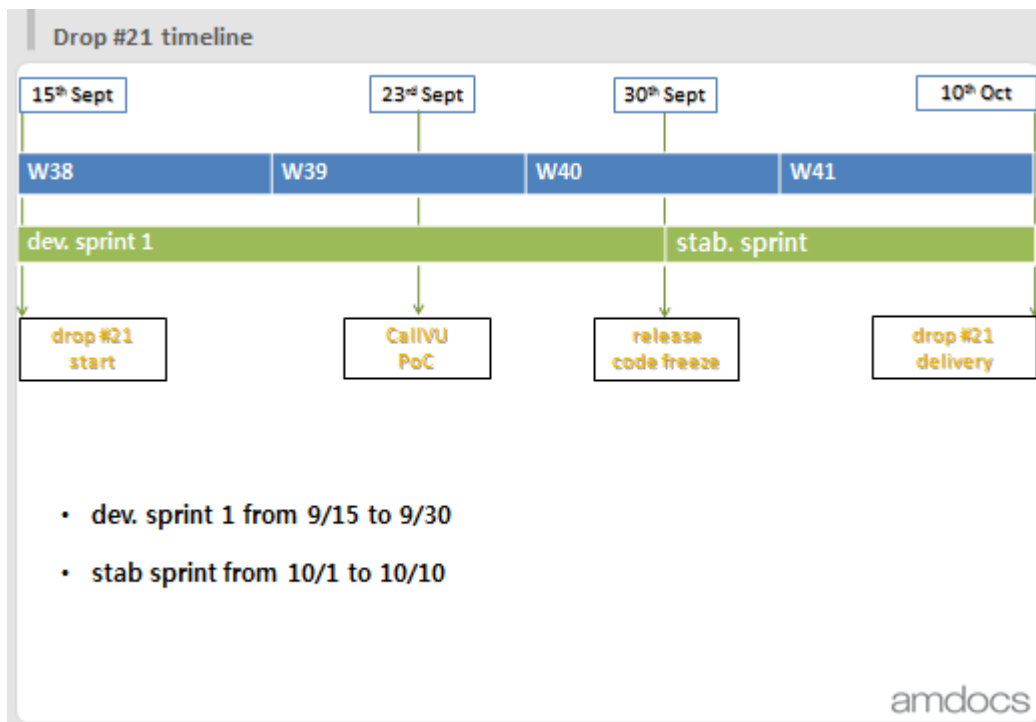 Drop #21 timeline
15th Sept
23rd Sept
30th Sept
10th Oct
W38
W39
W40
W41
dev. sprint 1
stab. sprint
drop #21
start
CallVU
PoC
release
code freeze
drop #21
delivery
• dev. sprint 1 from 9/15 to 9/30
• stab sprint from 10/1 to 10/10
amdocs